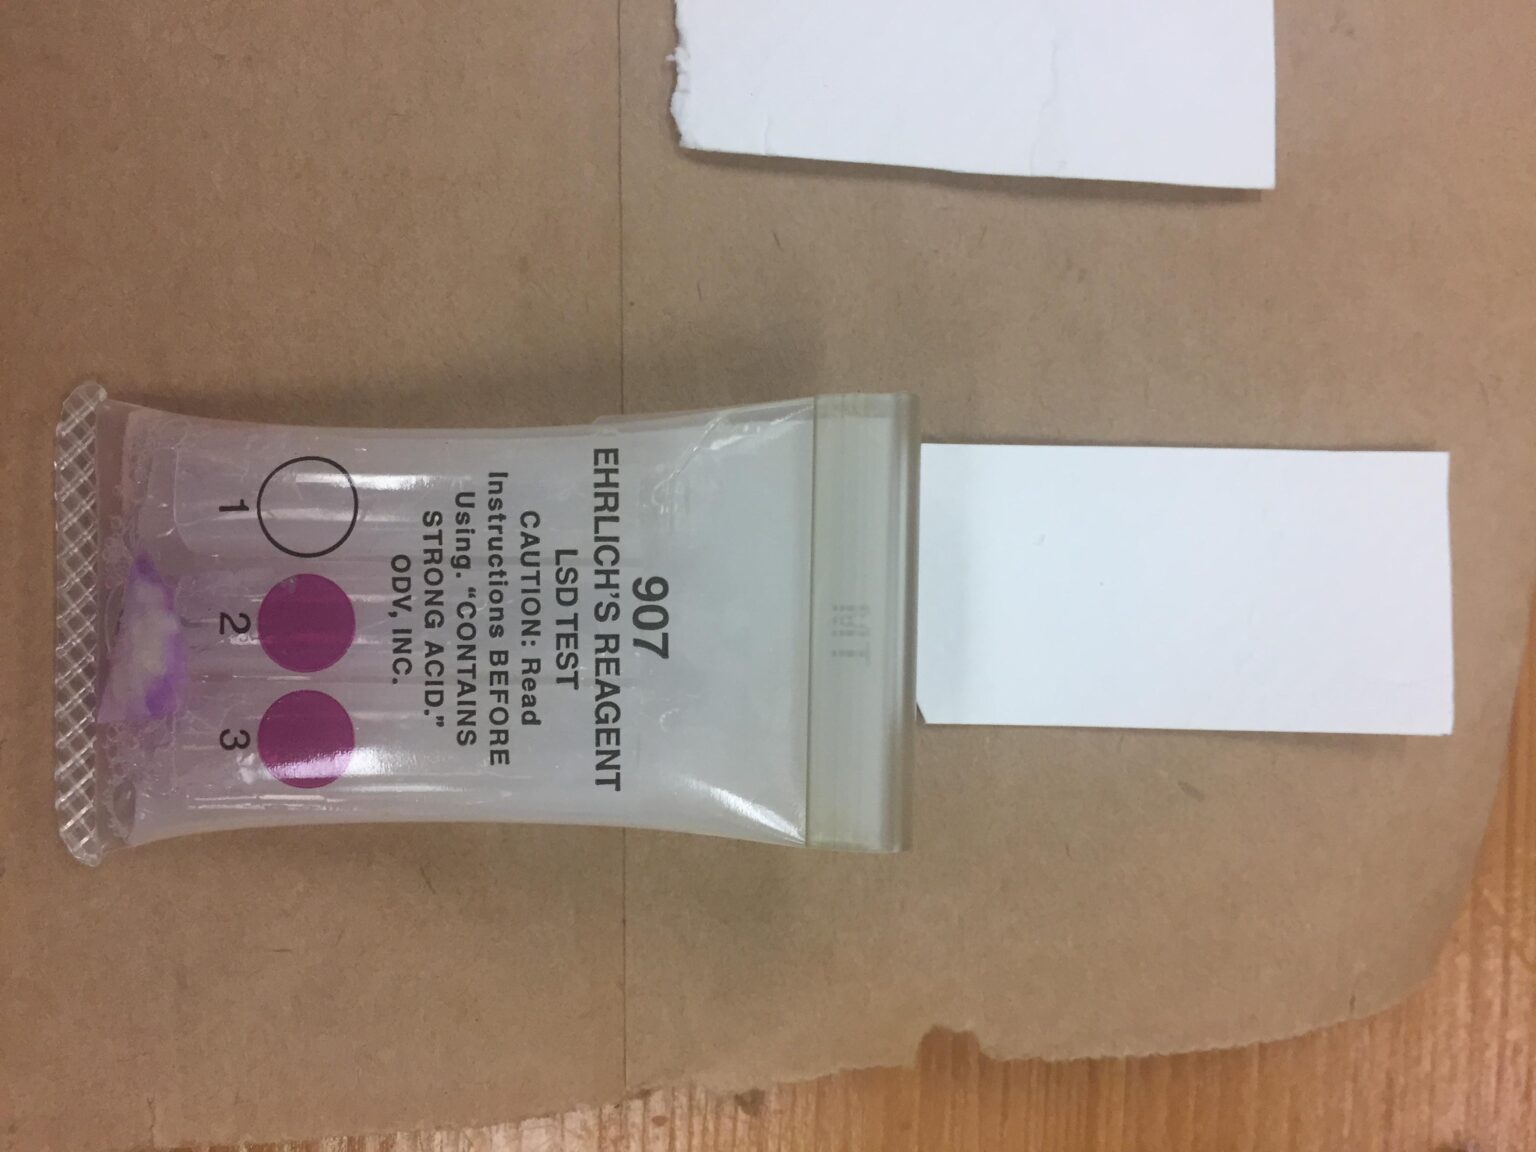 907
EHRLICH'S REAGENT
LSD TEST
CAUTION: Read
Instructions BEFORE
Using. "CONTAINS
STRONG ACID."
ODV, INC.
1 2 3